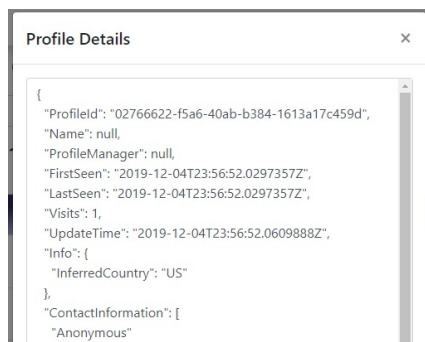 Profile Details ×
{
"ProfileId": "02766622-f5a6-40ab-b384-1613a17c459d",
"Name": null,
"ProfileManager": null,
"FirstSeen": "2019-12-04T23:56:52.0297357Z",
"LastSeen": "2019-12-04T23:56:52.0297357Z",
"Visits": 1,
"UpdateTime": "2019-12-04T23:56:52.0609888Z",
"Info": {
"InferredCountry": "US"
},
"ContactInformation": [
"Anonymous"